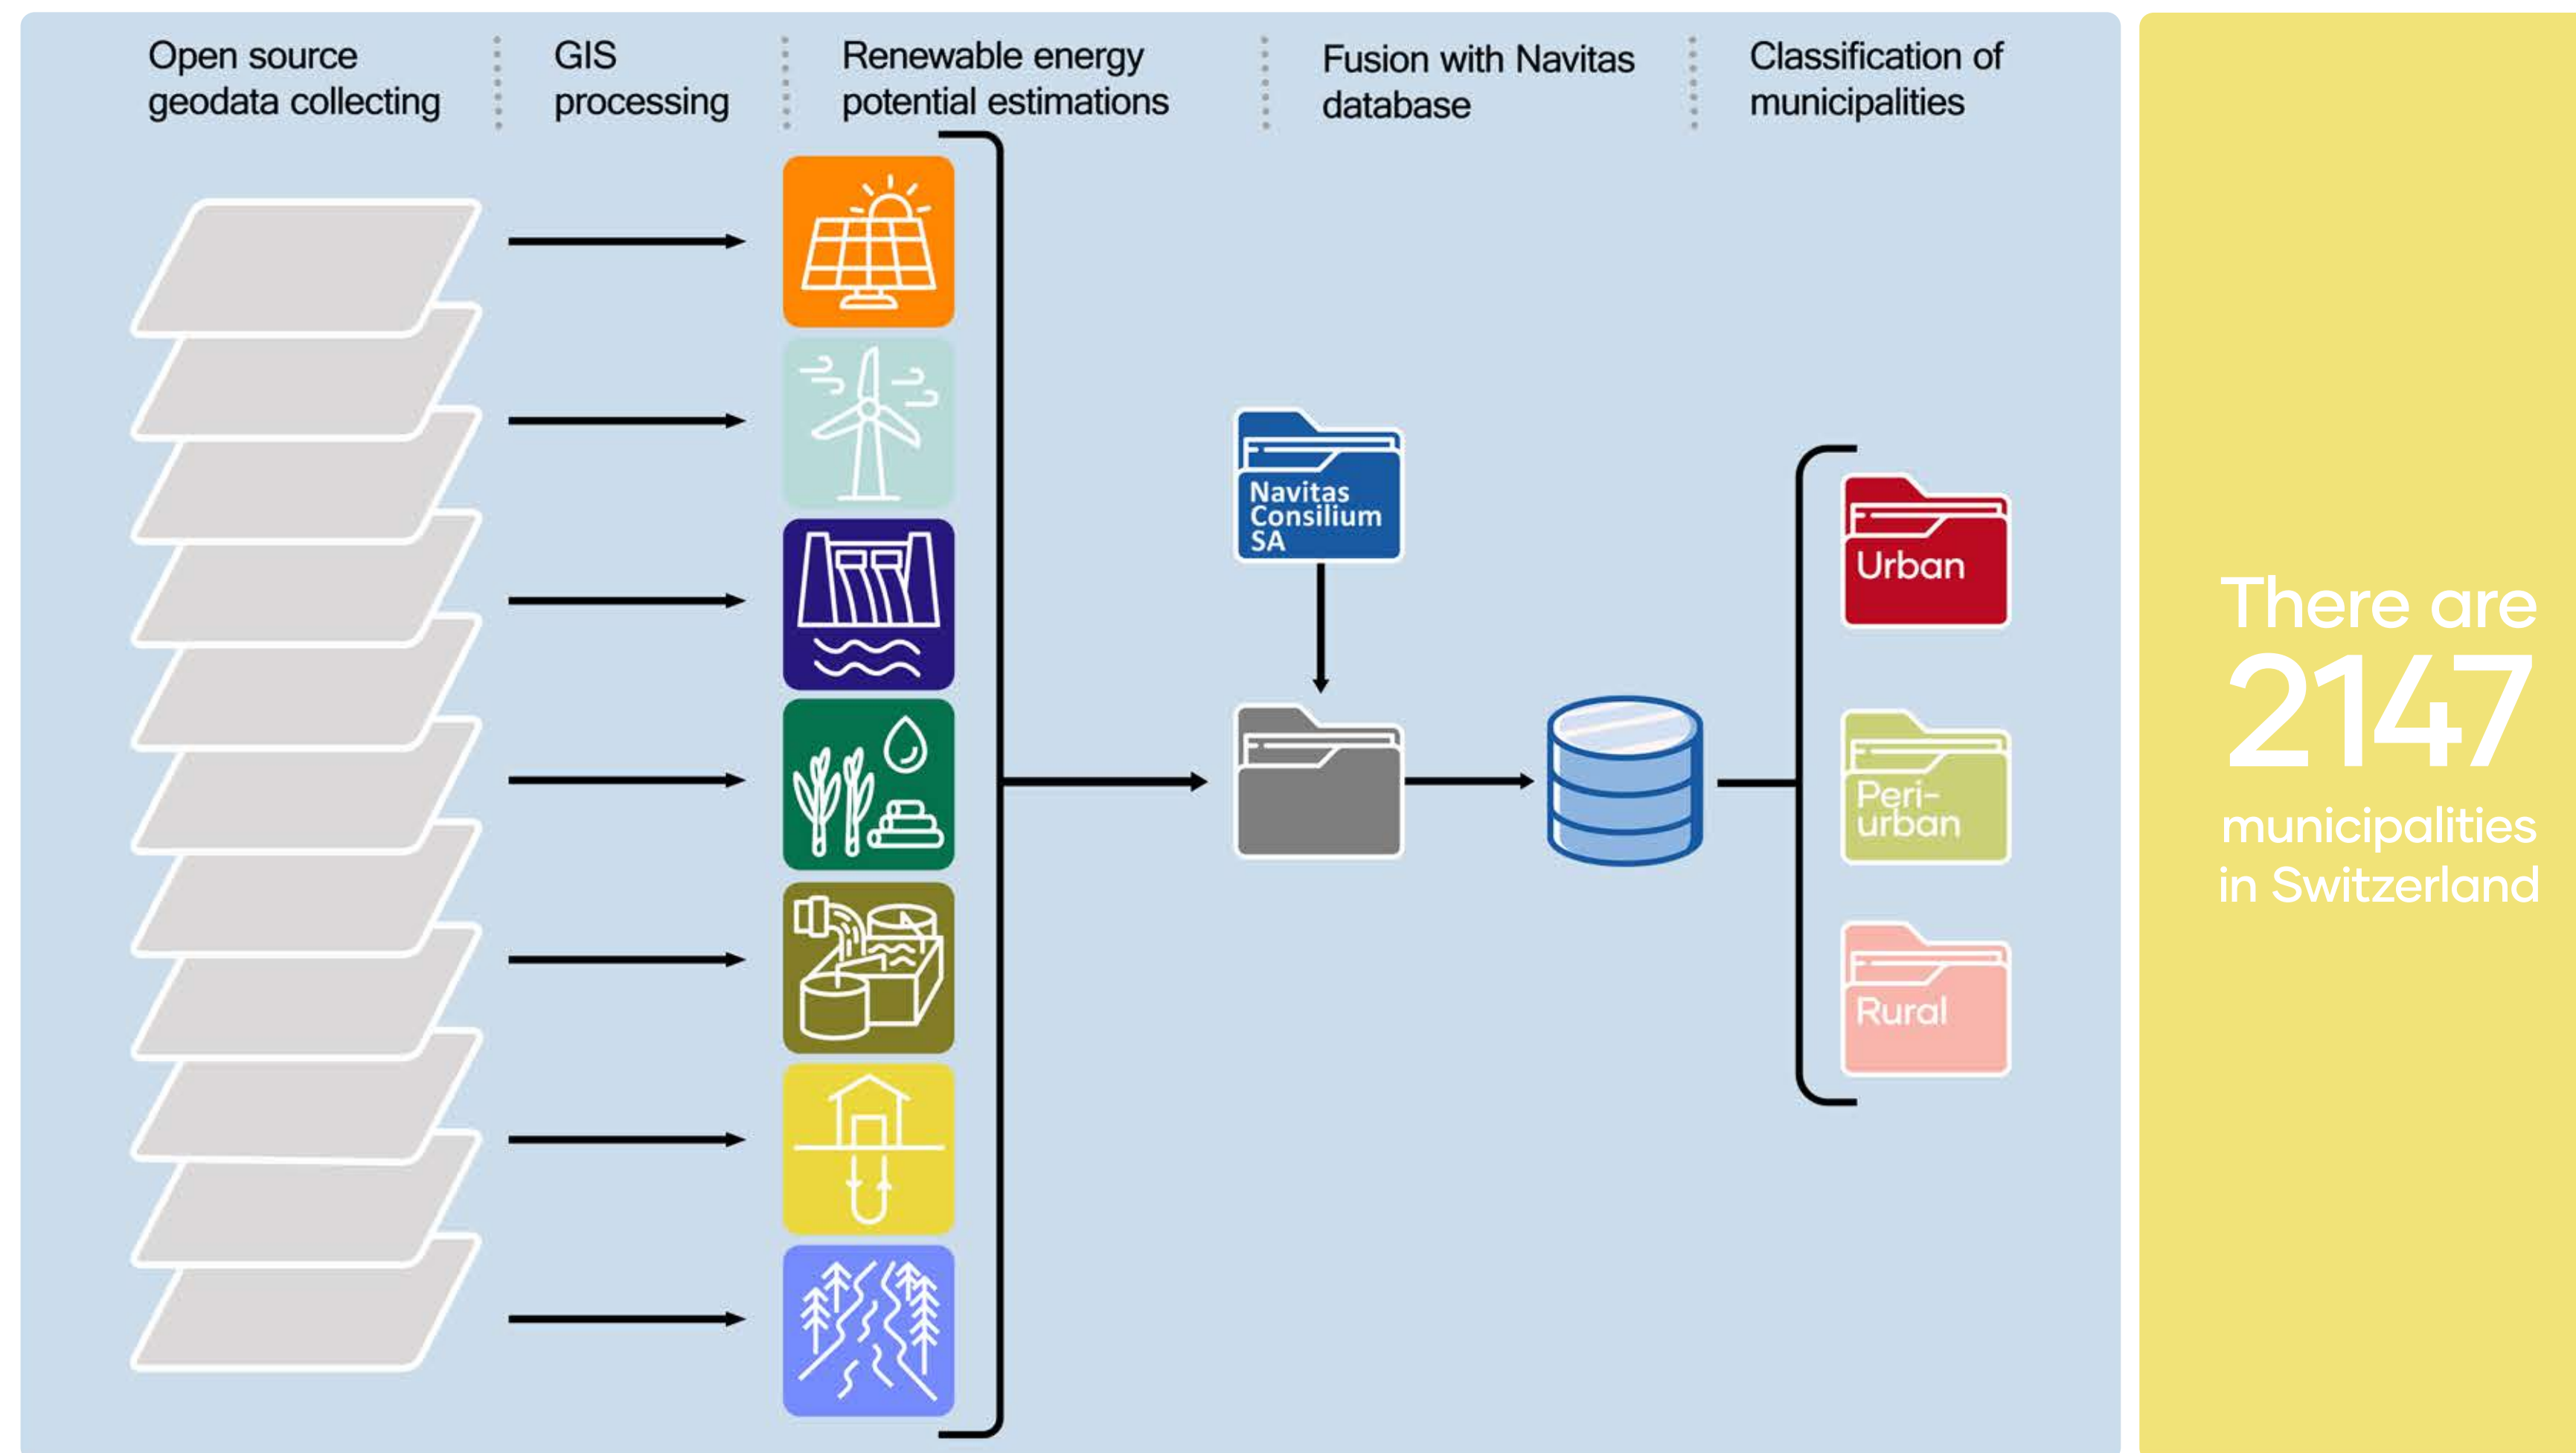 Open source
geodata collecting
GIS
processing
Renewable energy
potential estimations
Fusion with Navitas
database
Classification of
municipalities
Navitas
Consilium
SA
Urban
Peri-
urban
Rural
There are
2147
municipalities
in Switzerland